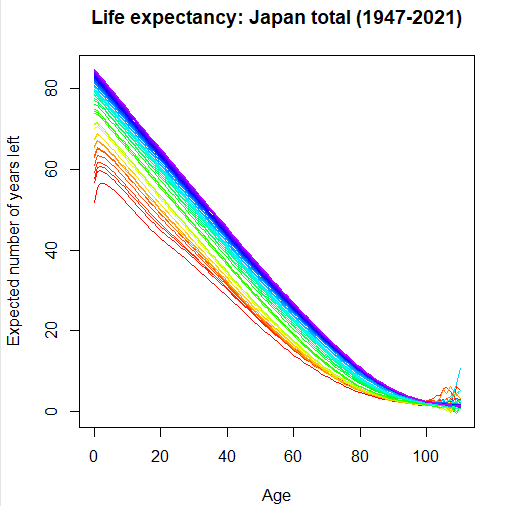 Life expectancy: Japan total (1947-2021)
Expected number of years left
80
60
40
20
0
0 20 40 60 80 100
Age